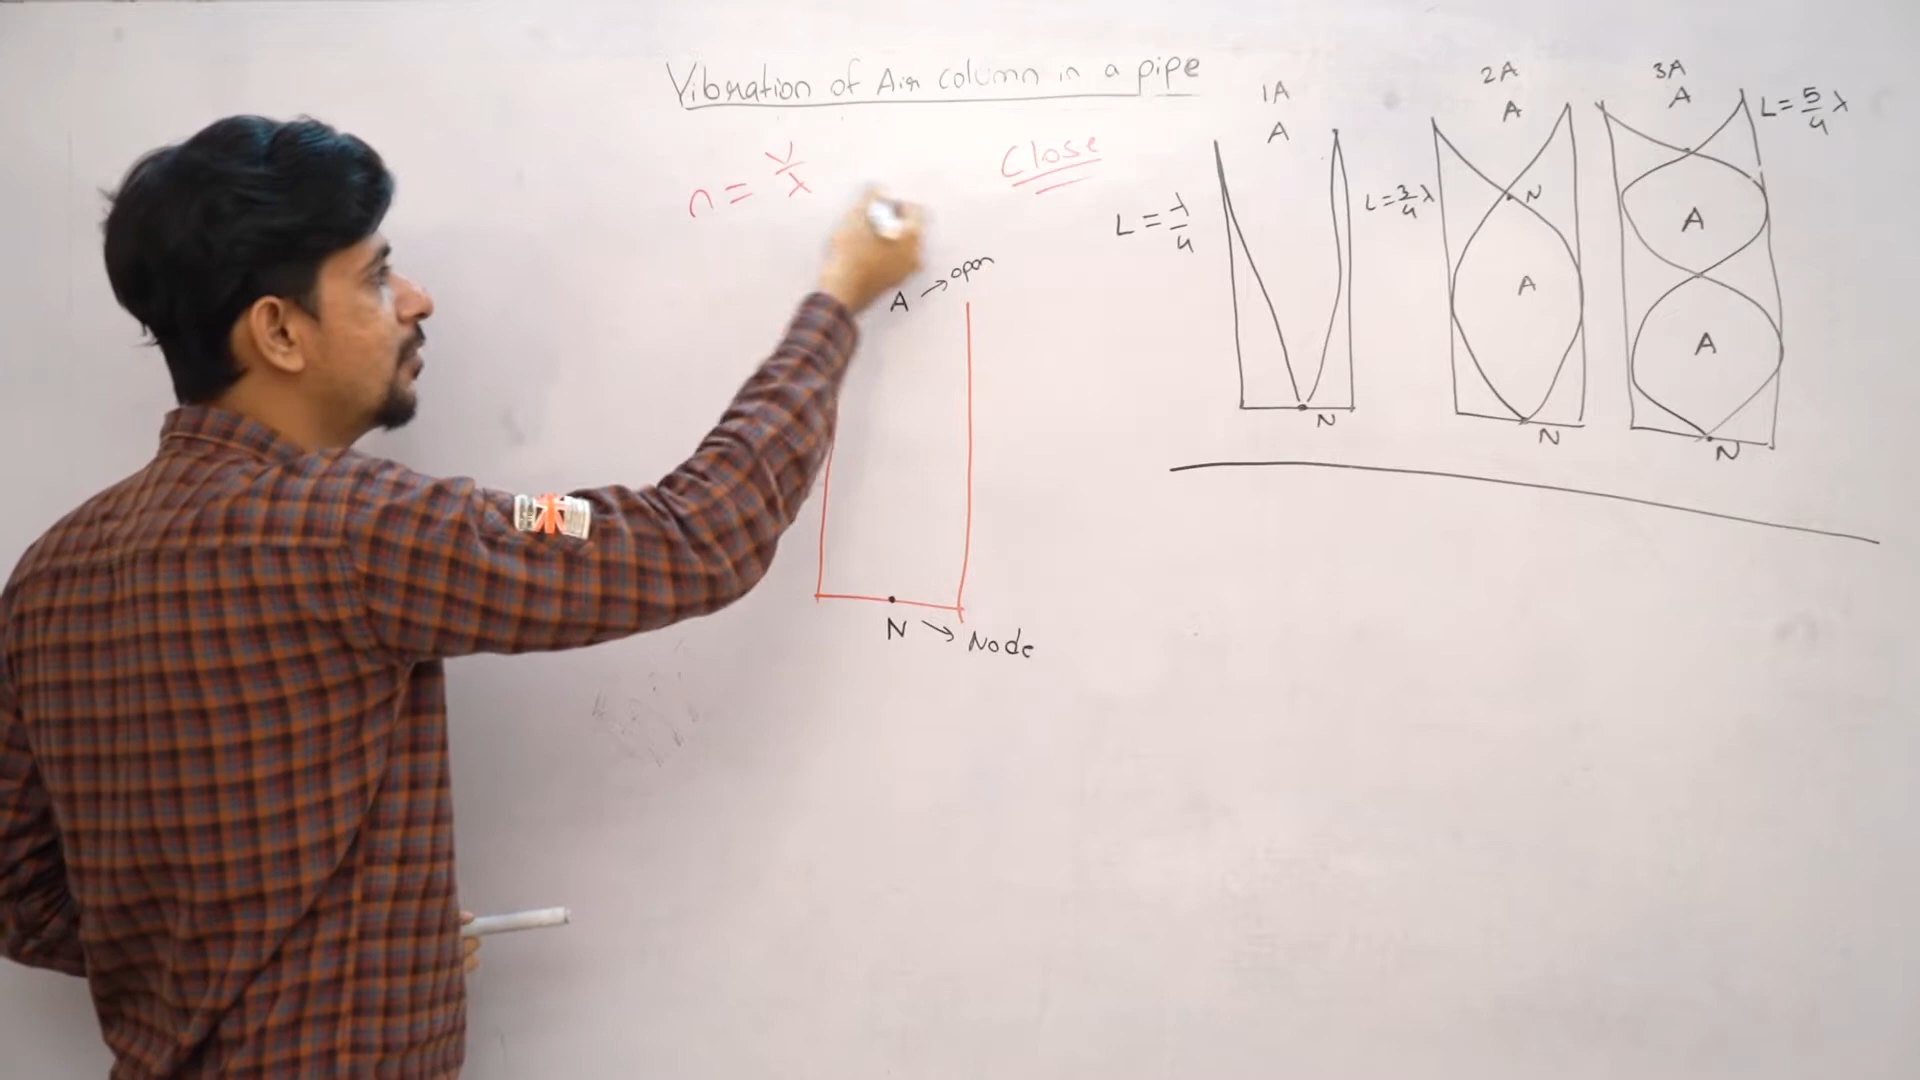 Vibration of Air column in a pipe
n = V/λ
Close
A → open
N → Node
1A
A
L = λ/4
N
2A
A
L = 3/4 λ
N
A
N
3A
A
L = 5/4 λ
A
A
N